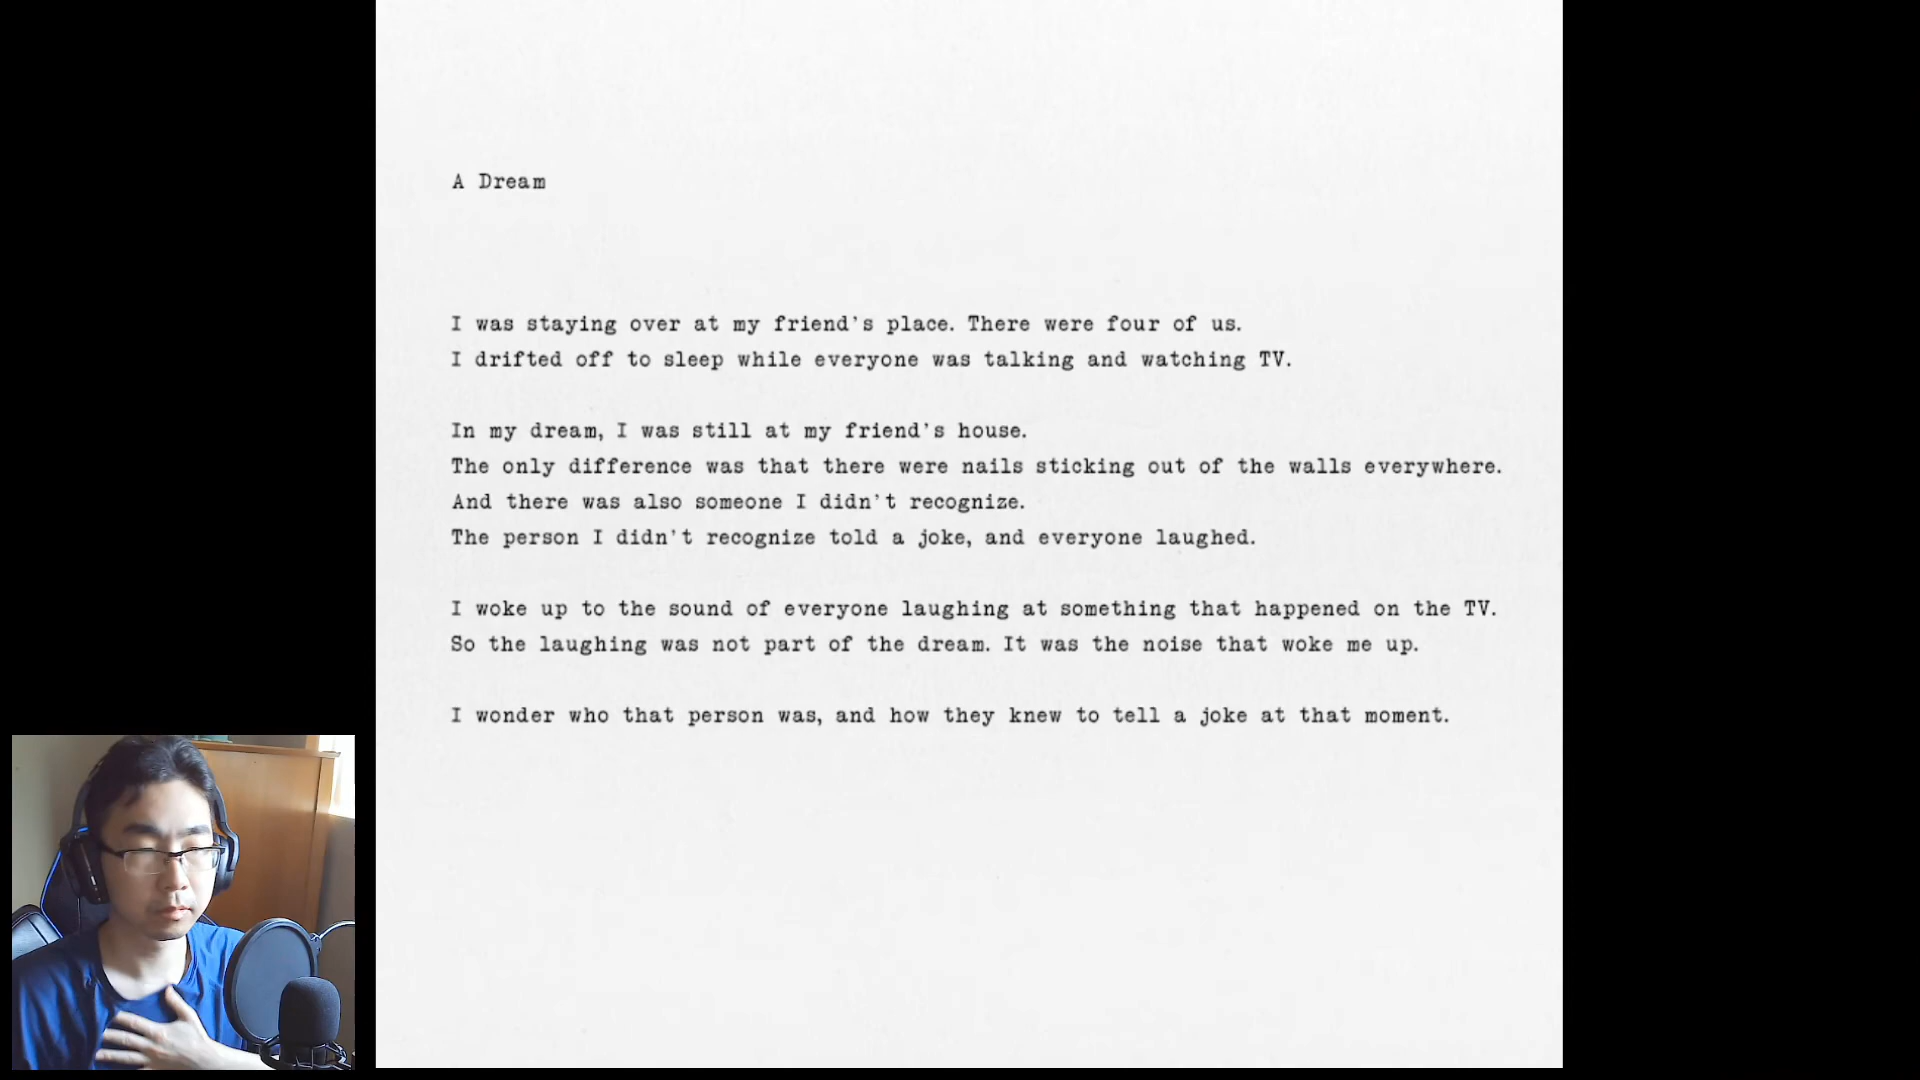 A Dream
I was staying over at my friend's place. There were four of us.
I drifted off to sleep while everyone was talking and watching TV.
In my dream, I was still at my friend's house.
The only difference was that there were nails sticking out of the walls everywhere.
And there was also someone I didn't recognize.
The person I didn't recognize told a joke, and everyone laughed.
I woke up to the sound of everyone laughing at something that happened on the TV.
So the laughing was not part of the dream. It was the noise that woke me up.
I wonder who that person was, and how they knew to tell a joke at that moment.